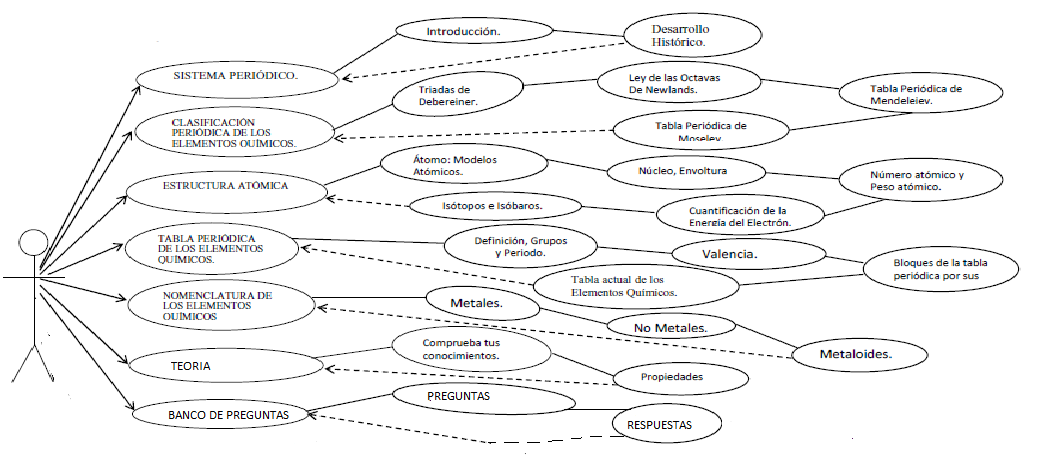 Introducción.
Desarrollo
Histórico.
SISTEMA PERIÓDICO.
Triadas de
Debereiner.
Ley de las Octavas
De Newlands.
Tabla Periódica de
Mendeleiev.
CLASIFICACIÓN
PERIÓDICA DE LOS
ELEMENTOS QUÍMICOS.
Tabla Periódica de
Moseley
Átomo: Modelos
Atómicos.
Núcleo, Envoltura
Número atómico y
Peso atómico.
ESTRUCTURA ATÓMICA
Isótopos e Isóbaros.
Cuantificación de la
Energía del Electrón.
TABLA PERIÓDICA
DE LOS ELEMENTOS
QUÍMICOS.
Definición, Grupos
y Periodo.
Valencia.
Bloques de la tabla
periódica por sus
Tabla actual de los
Elementos Químicos.
NOMENCLATURA DE
LOS ELEMENTOS
QUÍMICOS
Metales.
No Metales.
Metaloides.
TEORIA
Comprueba tus
conocimientos.
Propiedades
BANCO DE PREGUNTAS
PREGUNTAS
RESPUESTAS